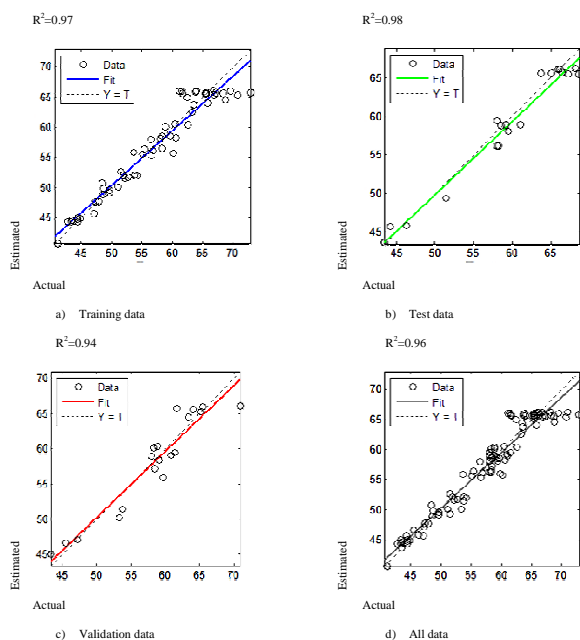 R²=0.97
R²=0.98
70
65
60
55
50
45
Data
Fit
Y = T
45 50 55 60 65 70
Estimated
Actual
a) Training data
65
60
55
50
45
Data
Fit
Y = T
45 50 55 60 65
Estimated
Actual
b) Test data
R²=0.94
R²=0.96
70
65
60
55
50
45
Data
Fit
Y = T
45 50 55 60 65 70
Estimated
Actual
c) Validation data
70
65
60
55
50
45
Data
Fit
Y = T
45 50 55 60 65 70
Estimated
Actual
d) All data